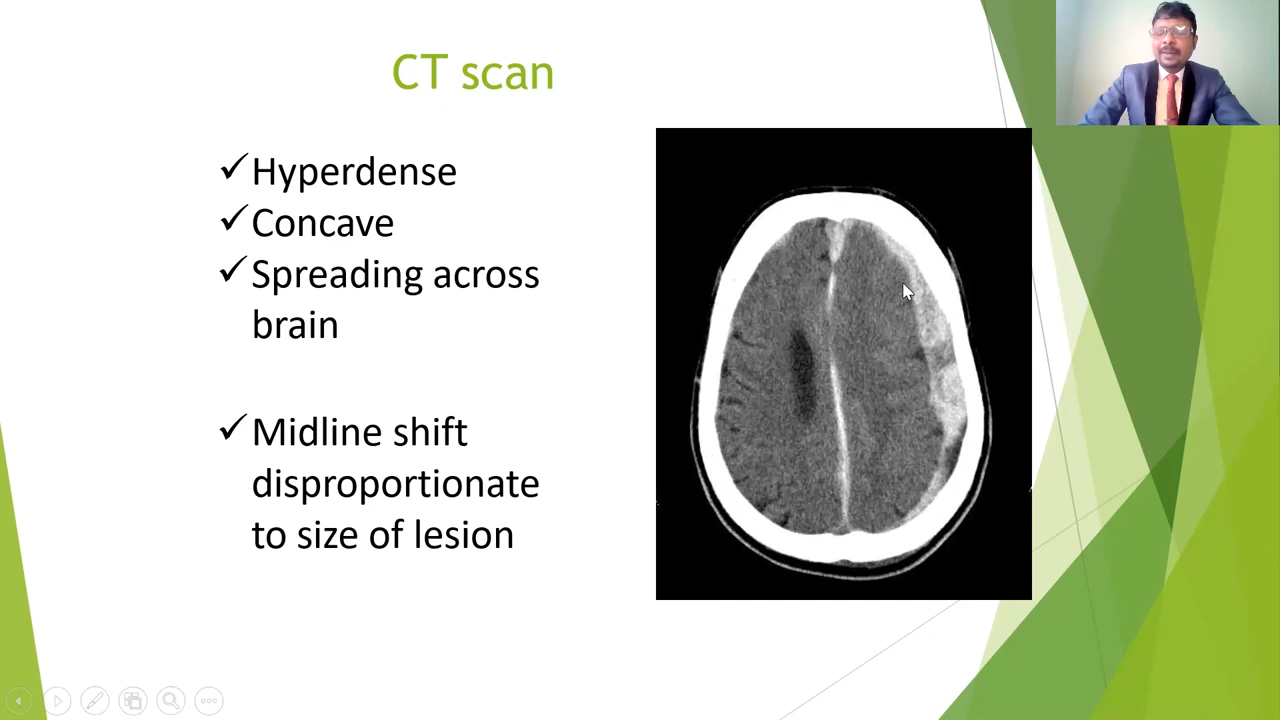 CT scan
✓Hyperdense
✓Concave
✓Spreading across
brain
✓Midline shift
disproportionate
to size of lesion